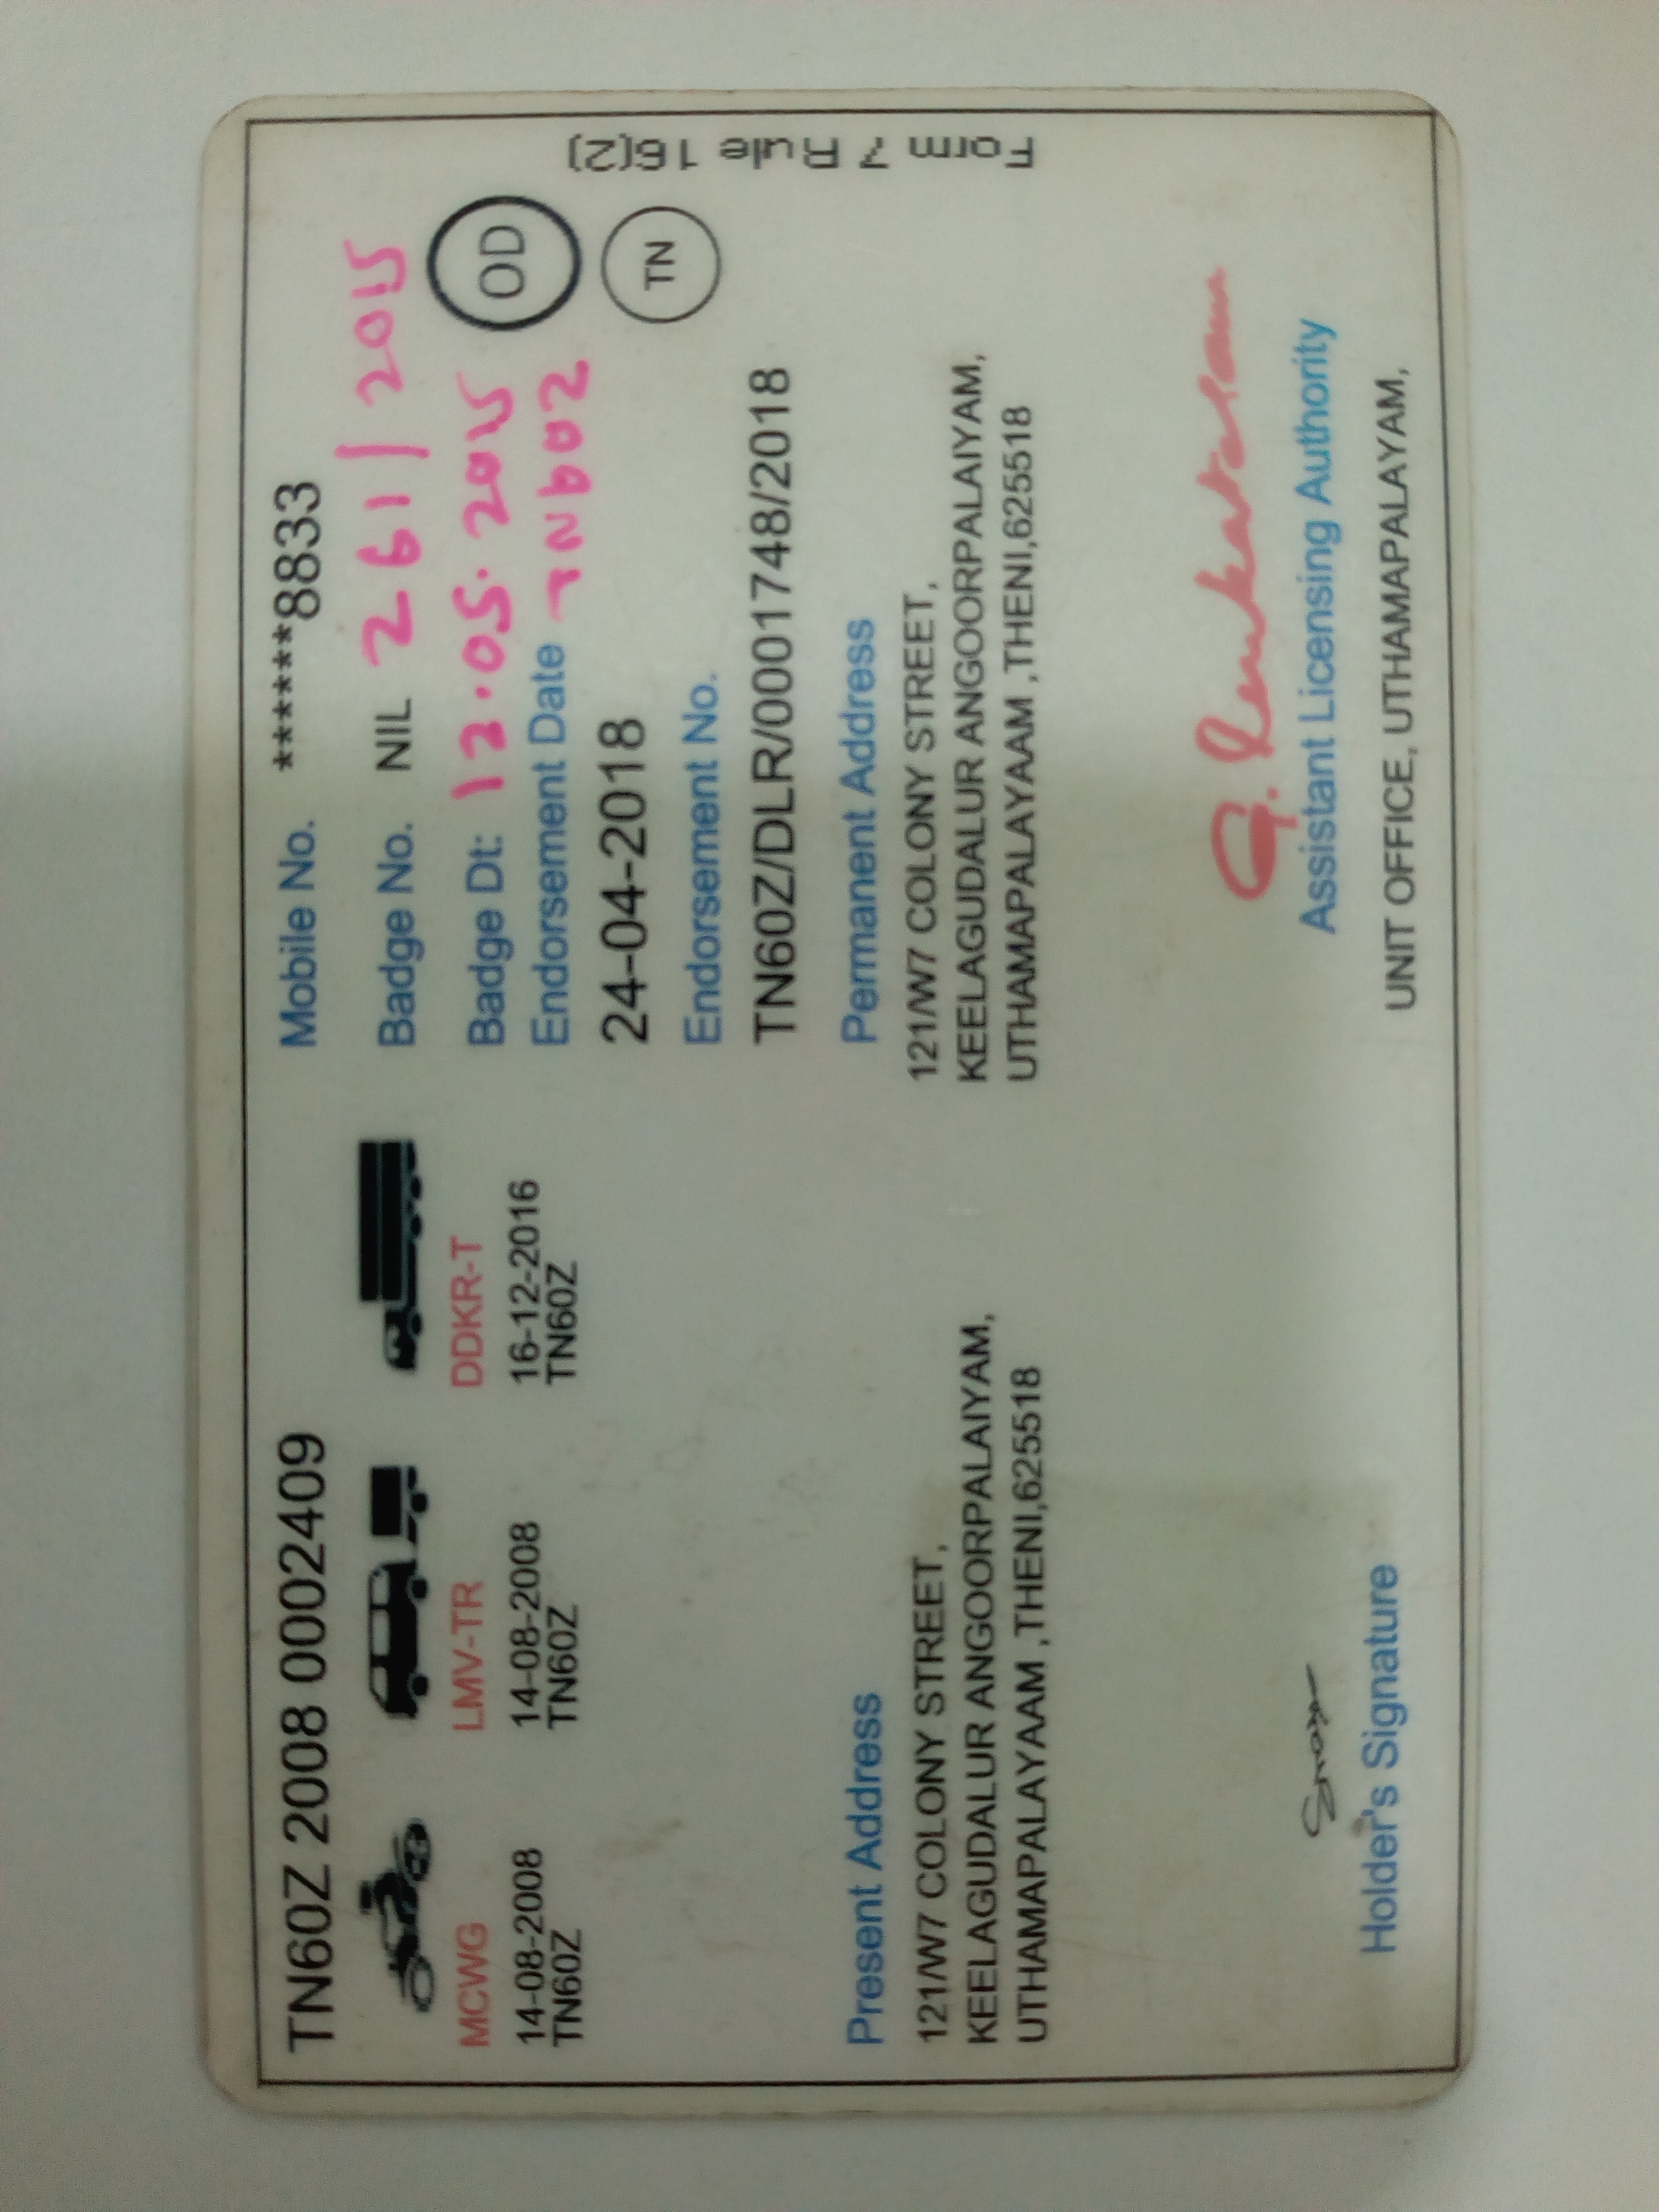 TN60Z 2008 0002409
MCWG
14-08-2008
TN60Z
LMV-TR
14-08-2008
TN60Z
DDKR-T
16-12-2016
TN60Z
Mobile No. ******8833
Badge No. NIL 261/2015
Badge Dt: 12.05.2015
OD
Endorsement Date TN602
24-04-2018
TN
Endorsement No.
TN60Z/DLR/0001748/2018
Form 7 Rule 16(2)
Present Address
121/W7 COLONY STREET,
KEELAGUDALUR ANGOORPALAIYAM,
UTHAMAPALAYAAM ,THENI,625518
Permanent Address
121/W7 COLONY STREET,
KEELAGUDALUR ANGOORPALAIYAM,
UTHAMAPALAYAAM ,THENI,625518
Holder's Signature
Assistant Licensing Authority
UNIT OFFICE, UTHAMAPALAYAM,